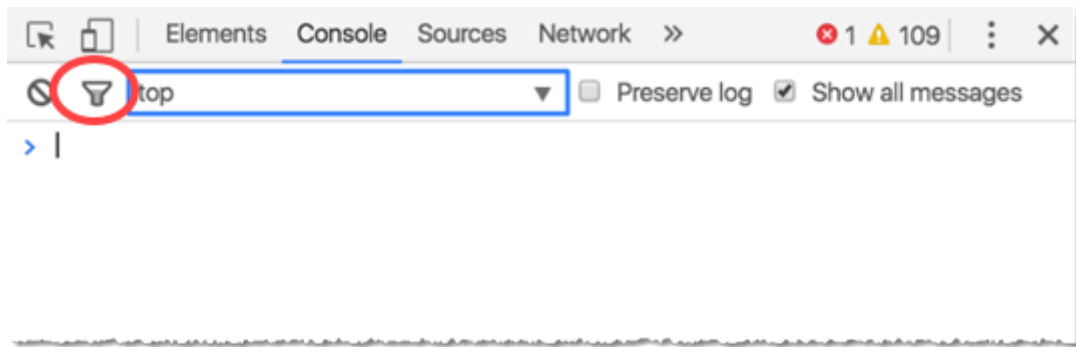 Elements Console Sources Network » 1 109
top ▼ Preserve log Show all messages
>